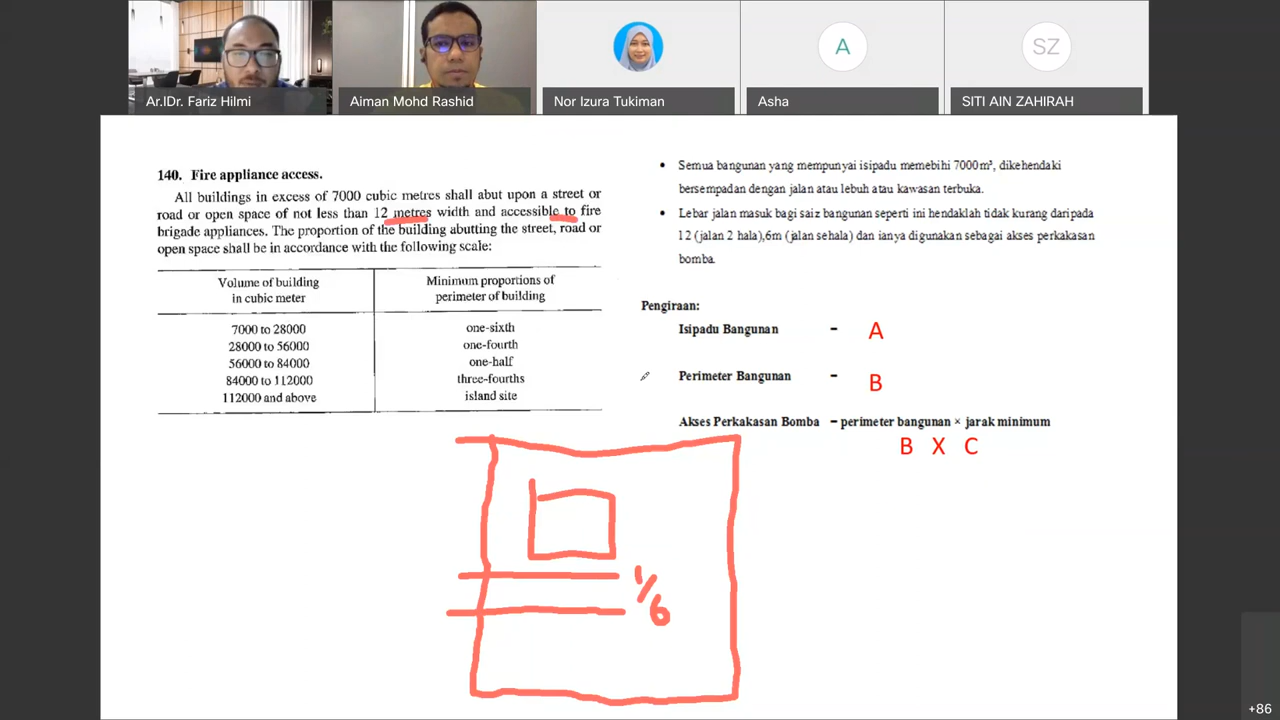 Ar.IDr. Fariz Hilmi
Aiman Mohd Rashid
Nor Izura Tukiman
A
Asha
SZ
SITI AIN ZAHIRAH
140. Fire appliance access.
All buildings in excess of 7000 cubic metres shall abut upon a street or
road or open space of not less than 12 metres width and accessible to fire
brigade appliances. The proportion of the building abutting the street, road or
open space shall be in accordance with the following scale:
Volume of building
in cubic meter
Minimum proportions of
perimeter of building
7000 to 28000 one-sixth
28000 to 56000 one-fourth
56000 to 84000 one-half
84000 to 112000 three-fourths
112000 and above island site
• Semua bangunan yang mempunyai isipadu memebihi 7000m³, dikehendaki
bersempadan dengan jalan atau lebuh atau kawasan terbuka.
• Lebar jalan masuk bagi saiz bangunan seperti ini hendaklah tidak kurang daripada
12 (jalan 2 hala),6m (jalan sehala) dan ianya digunakan sebagai akses perkakasan
bomba.
Pengiraan:
Isipadu Bangunan = A
Perimeter Bangunan = B
Akses Perkakasan Bomba = perimeter bangunan × jarak minimum
B X C
1/6
+86